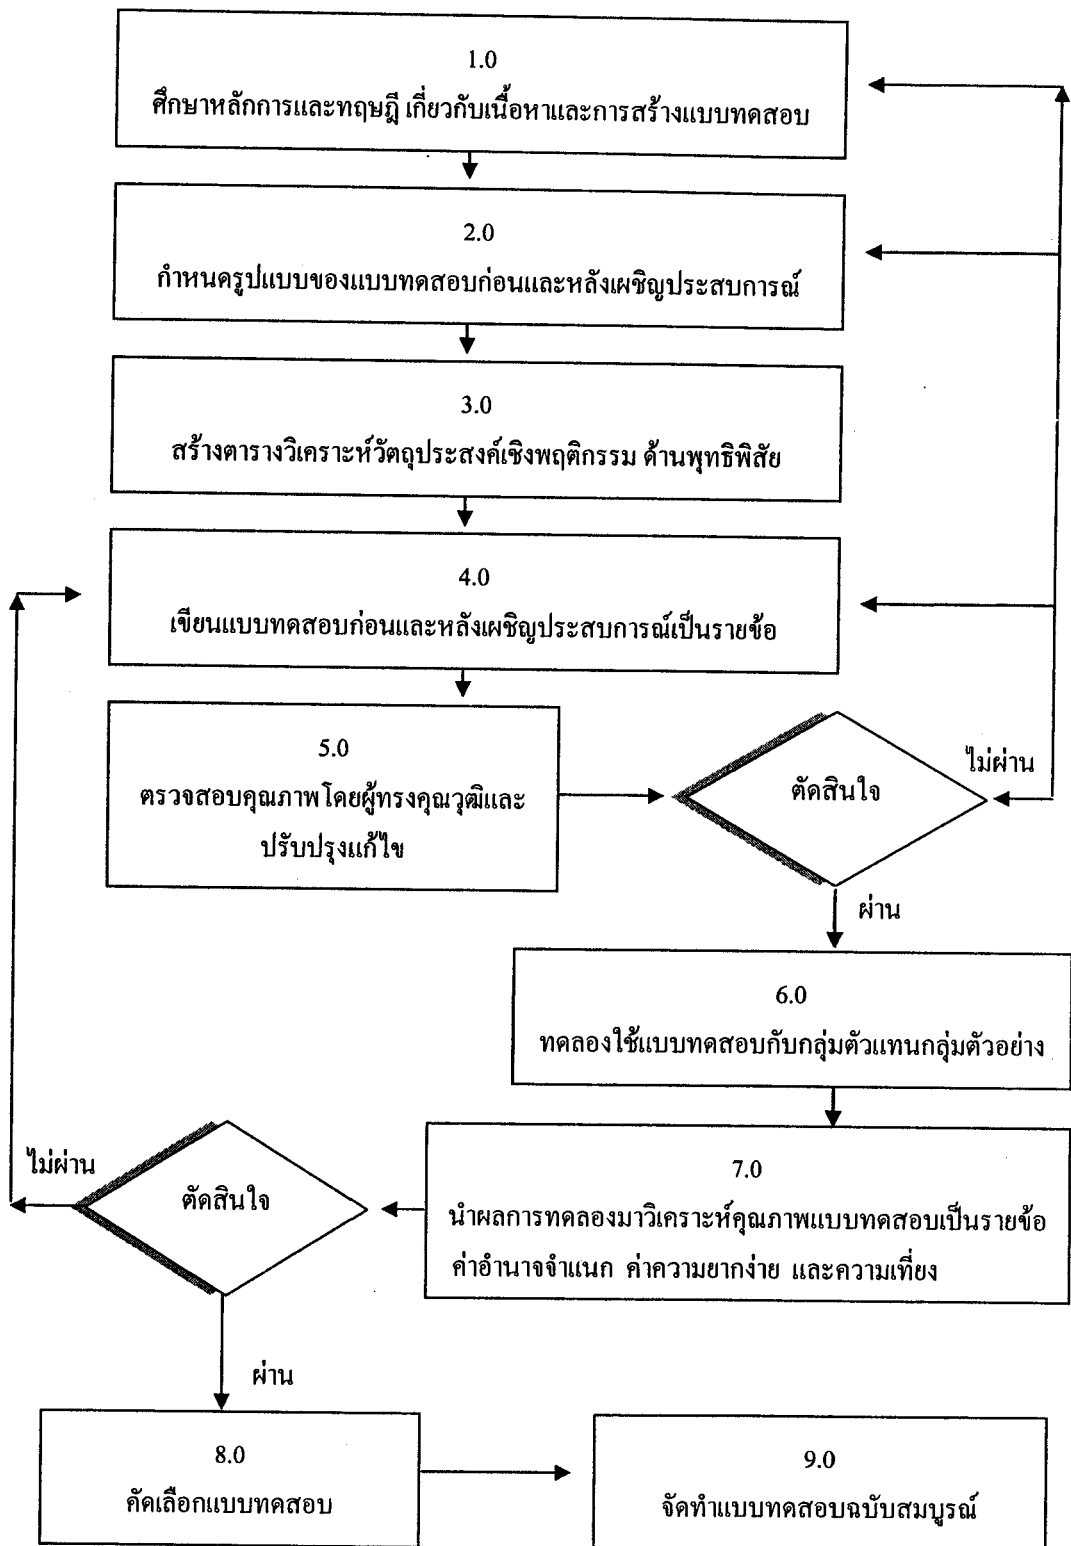 1.0
ศึกษาหลักการและทฤษฎี เกี่ยวกับเนื้อหาและการสร้างแบบทดสอบ
2.0
กำหนดรูปแบบของแบบทดสอบก่อนและหลังเผชิญประสบการณ์
3.0
สร้างตารางวิเคราะห์วัตถุประสงค์เชิงพฤติกรรม ด้านพุทธิพิสัย
4.0
เขียนแบบทดสอบก่อนและหลังเผชิญประสบการณ์เป็นรายข้อ
5.0
ตรวจสอบคุณภาพโดยผู้ทรงคุณวุฒิและ
ปรับปรุงแก้ไข
ตัดสินใจ
ไม่ผ่าน
ผ่าน
6.0
ทดลองใช้แบบทดสอบกับกลุ่มตัวแทนกลุ่มตัวอย่าง
7.0
นำผลการทดลองมาวิเคราะห์คุณภาพแบบทดสอบเป็นรายข้อ
ค่าอำนาจจำแนก ค่าความยากง่าย และความเที่ยง
ตัดสินใจ
ไม่ผ่าน
ผ่าน
8.0
คัดเลือกแบบทดสอบ
9.0
จัดทำแบบทดสอบฉบับสมบูรณ์